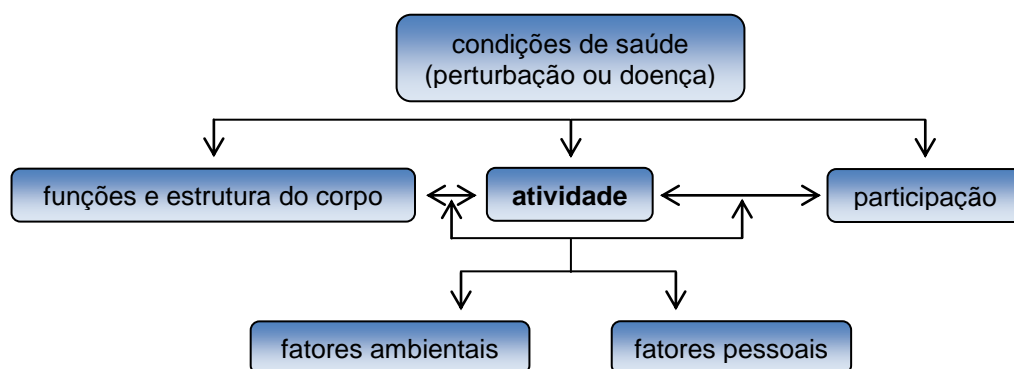 condições de saúde
(perturbação ou doença)
funções e estrutura do corpo
atividade
participação
fatores ambientais
fatores pessoais